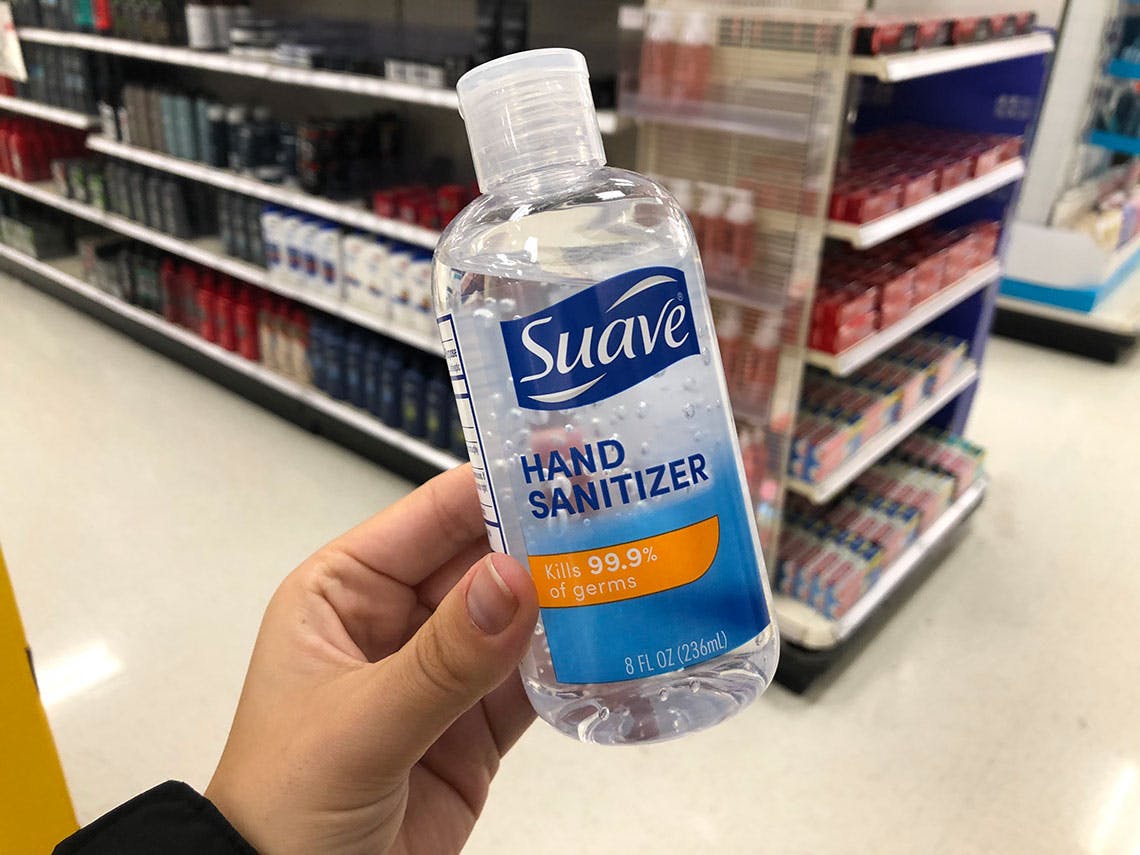 Suave®
HAND
SANITIZER
Kills 99.9%
of germs
8 FL OZ (236mL)